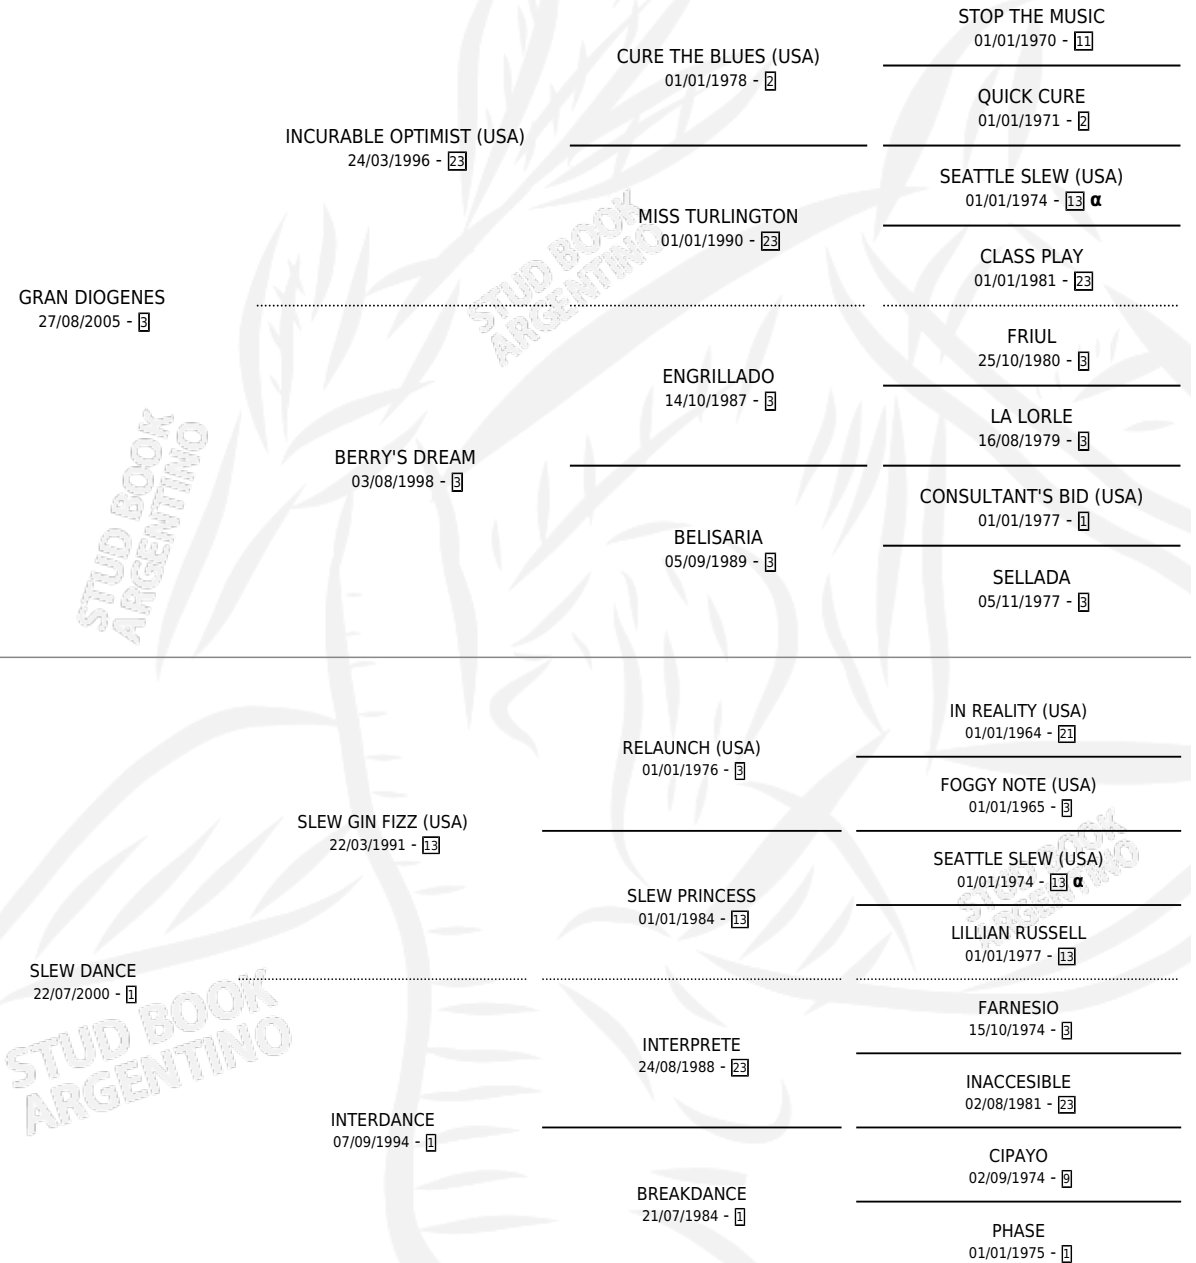 STOP THE MUSIC
01/01/1970 - 11
CURE THE BLUES (USA)
01/01/1978 - 2
QUICK CURE
01/01/1971 - 2
INCURABLE OPTIMIST (USA)
24/03/1996 - 23
SEATTLE SLEW (USA)
01/01/1974 - 13 α
MISS TURLINGTON
01/01/1990 - 23
CLASS PLAY
01/01/1981 - 23
GRAN DIOGENES
27/08/2005 - 3
FRIUL
25/10/1980 - 3
ENGRILLADO
14/10/1987 - 3
LA LORLE
16/08/1979 - 3
BERRY'S DREAM
03/08/1998 - 3
CONSULTANT'S BID (USA)
01/01/1977 - 1
BELISARIA
05/09/1989 - 3
SELLADA
05/11/1977 - 3
IN REALITY (USA)
01/01/1964 - 21
RELAUNCH (USA)
01/01/1976 - 3
FOGGY NOTE (USA)
01/01/1965 - 3
SLEW GIN FIZZ (USA)
22/03/1991 - 13
SEATTLE SLEW (USA)
01/01/1974 - 13 α
SLEW PRINCESS
01/01/1984 - 13
LILLIAN RUSSELL
01/01/1977 - 13
SLEW DANCE
22/07/2000 - 1
FARNESIO
15/10/1974 - 3
INTERPRETE
24/08/1988 - 23
INACCESIBLE
02/08/1981 - 23
INTERDANCE
07/09/1994 - 1
CIPAYO
02/09/1974 - 9
BREAKDANCE
21/07/1984 - 1
PHASE
01/01/1975 - 1
STUD BOOK
ARGENTINO
STUD BOOK
ARGENTINO
STUD BOOK
ARGENTINO
STUD BOOK
ARGENTINO